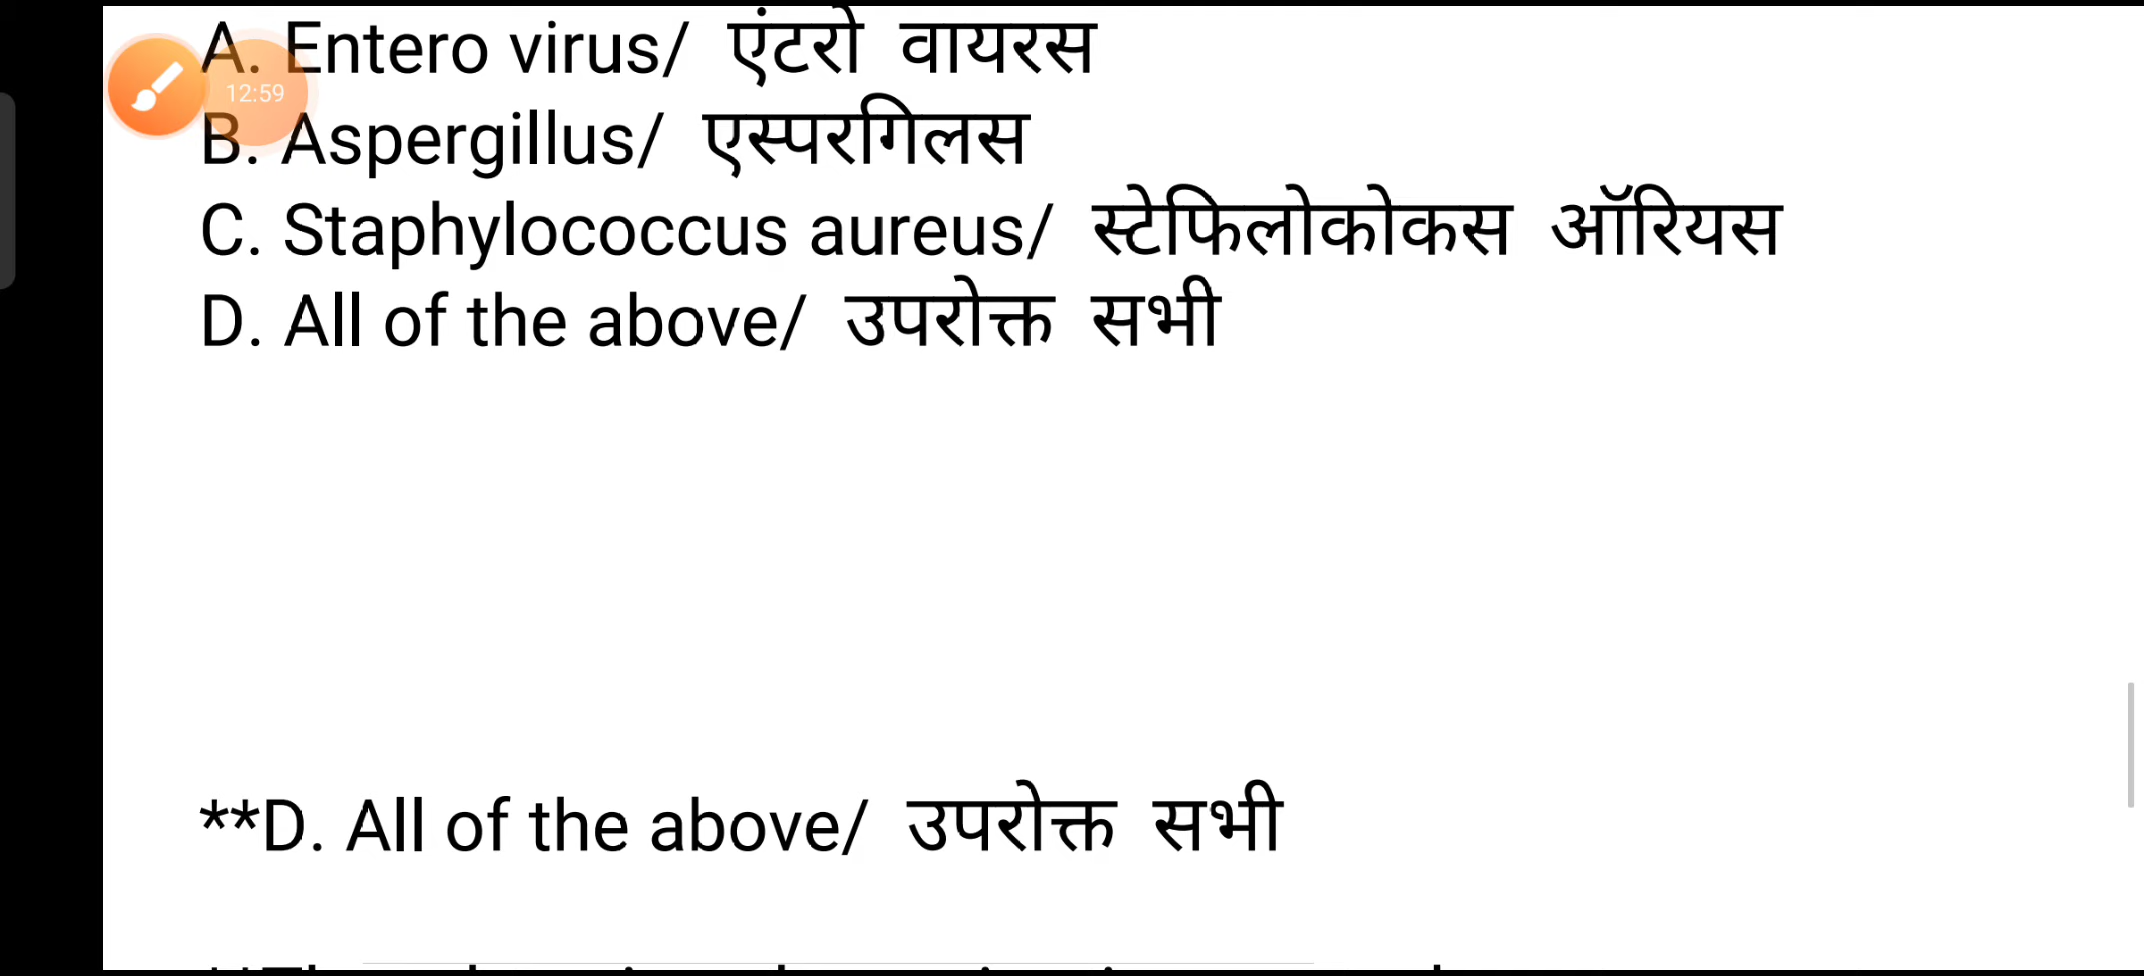 A. Entero virus/ एंटरो वायरस
12:59
B. Aspergillus/ एस्परगिलस
C. Staphylococcus aureus/ स्टेफिलोकोकस ऑरियस
D. All of the above/ उपरोक्त सभी
**D. All of the above/ उपरोक्त सभी